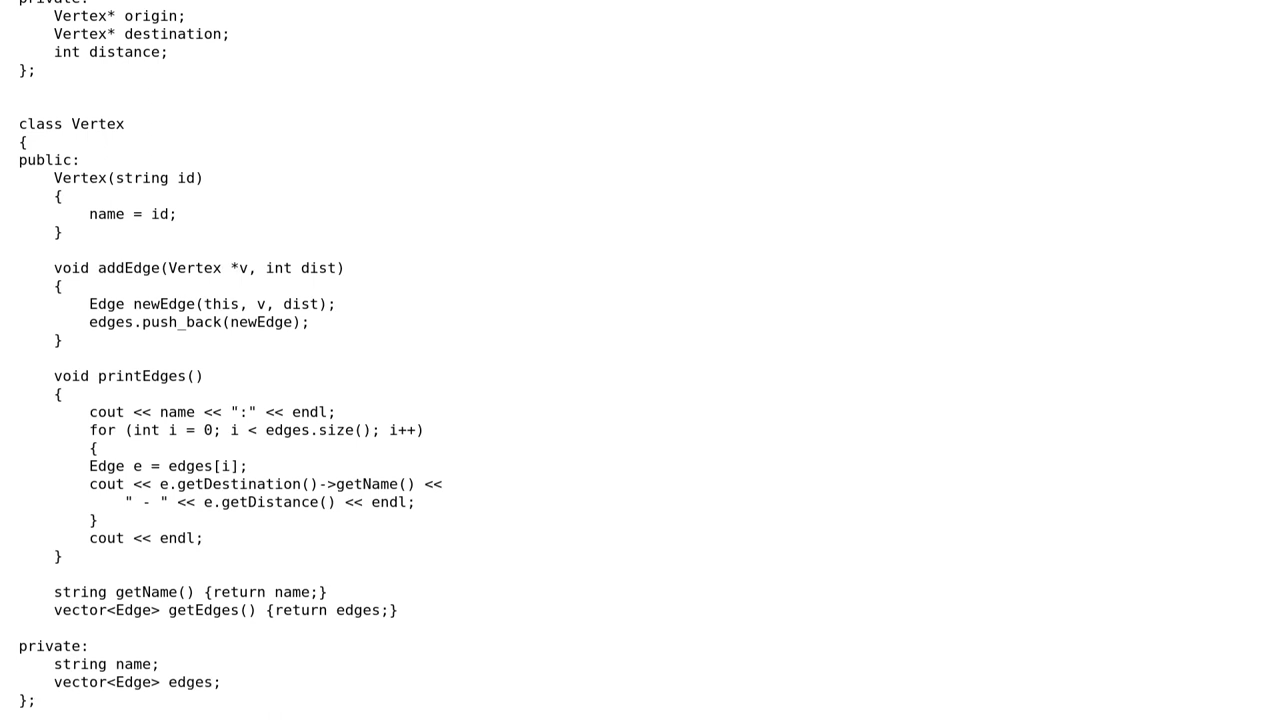 private:
    Vertex* origin;
    Vertex* destination;
    int distance;
};
class Vertex
{
public:
    Vertex(string id)
    {
        name = id;
    }
    void addEdge(Vertex *v, int dist)
    {
        Edge newEdge(this, v, dist);
        edges.push_back(newEdge);
    }
    void printEdges()
    {
        cout << name << ":" << endl;
        for (int i = 0; i < edges.size(); i++)
        {
        Edge e = edges[i];
        cout << e.getDestination()->getName() <<
            " - " << e.getDistance() << endl;
        }
        cout << endl;
    }
    string getName() {return name;}
    vector<Edge> getEdges() {return edges;}
private:
    string name;
    vector<Edge> edges;
};